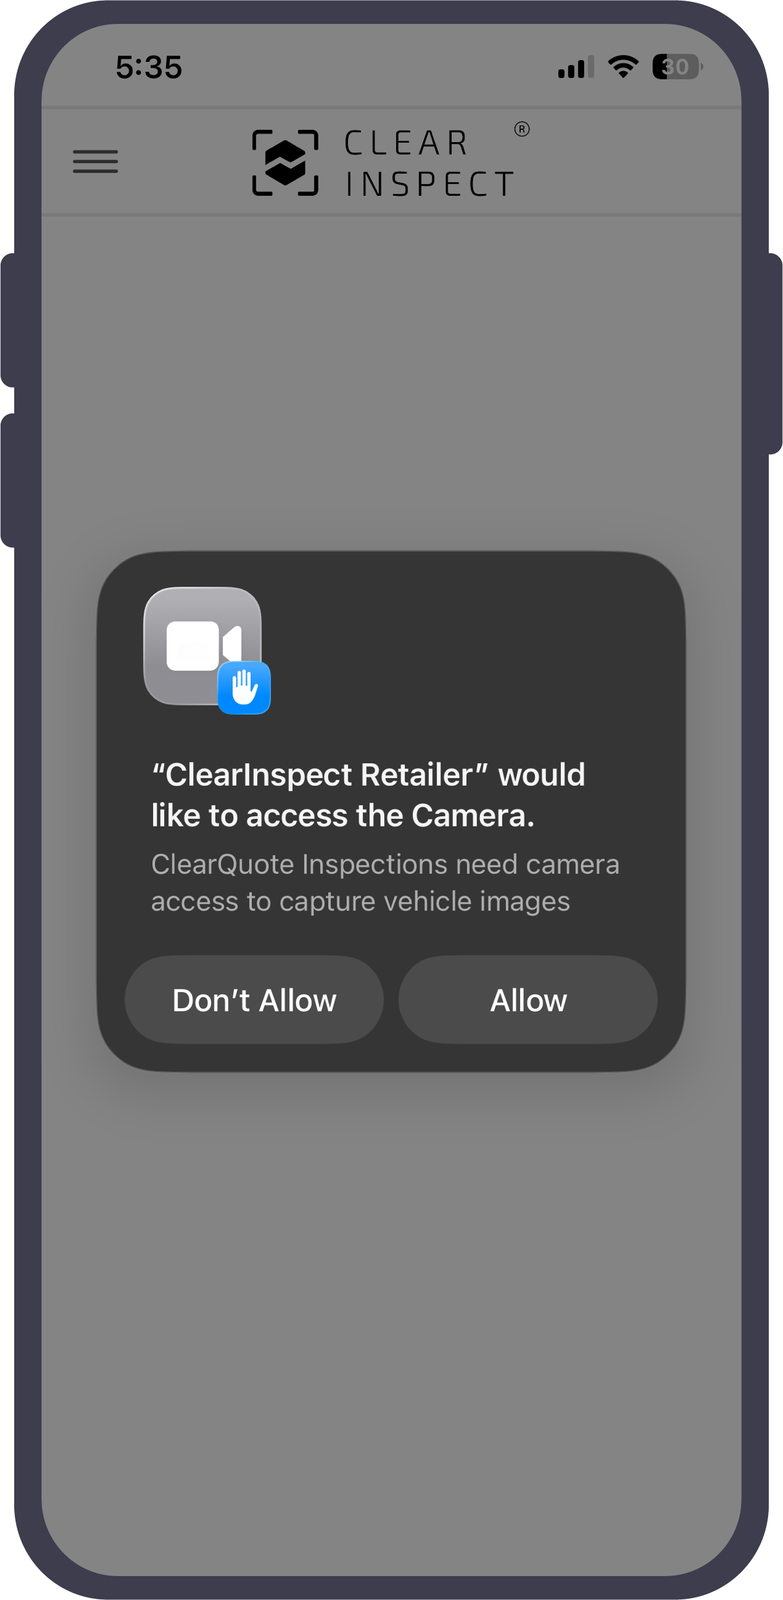 5:35
30
CLEAR ®
INSPECT
“ClearInspect Retailer” would
like to access the Camera.
ClearQuote Inspections need camera
access to capture vehicle images
Don’t Allow
Allow